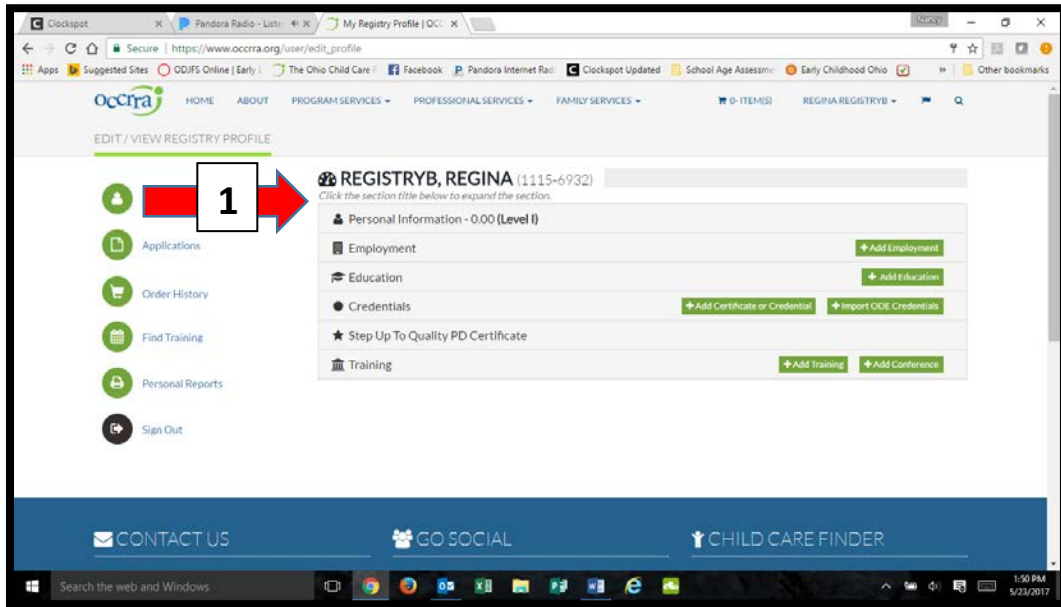 Clockspot
Pandora Radio - Liste
My Registry Profile | OCC
Nancy
Secure | https://www.occrra.org/user/edit_profile
Apps Suggested Sites ODJFS Online | Early L The Ohio Child Care F Facebook Pandora Internet Rad Clockspot Updated School Age Assessme Early Childhood Ohio » Other bookmarks
occrra HOME ABOUT PROGRAM SERVICES PROFESSIONAL SERVICES FAMILY SERVICES 0- ITEM(S) REGINA REGISTRYB
EDIT / VIEW REGISTRY PROFILE
1
REGISTRYB, REGINA (1115-6932)
Click the section title below to expand the section.
Personal Information - 0.00 (Level I)
Employment + Add Employment
Education + Add Education
Credentials + Add Certificate or Credential + Import ODE Credentials
Step Up To Quality PD Certificate
Training + Add Training + Add Conference
Applications
Order History
Find Training
Personal Reports
Sign Out
CONTACT US GO SOCIAL CHILD CARE FINDER
Search the web and Windows
1:50 PM
5/23/2017